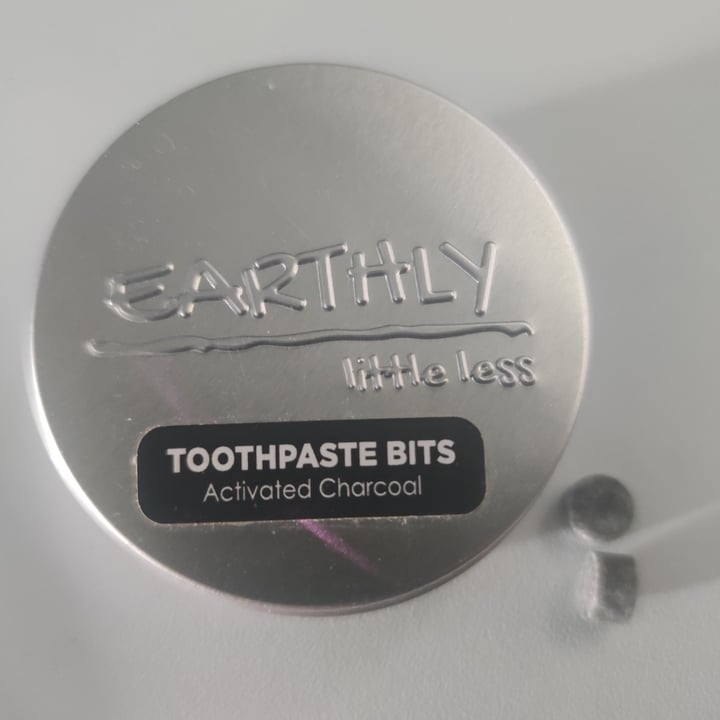 EARTHLY
little less
TOOTHPASTE BITS
Activated Charcoal